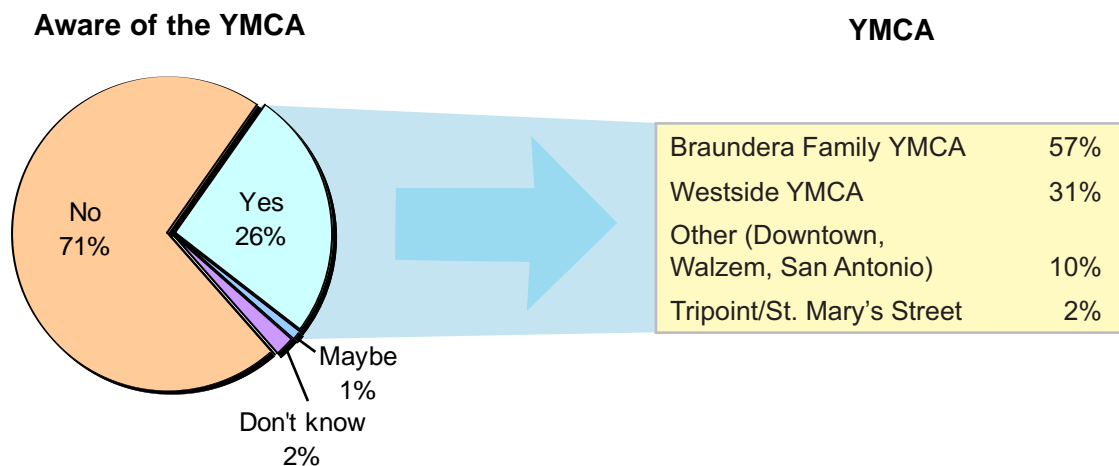 Aware of the YMCA
YMCA
No
71%
Yes
26%
Maybe
1%
Don't know
2%
Braundera Family YMCA 57%
Westside YMCA 31%
Other (Downtown,
Walzem, San Antonio) 10%
Tripoint/St. Mary’s Street 2%